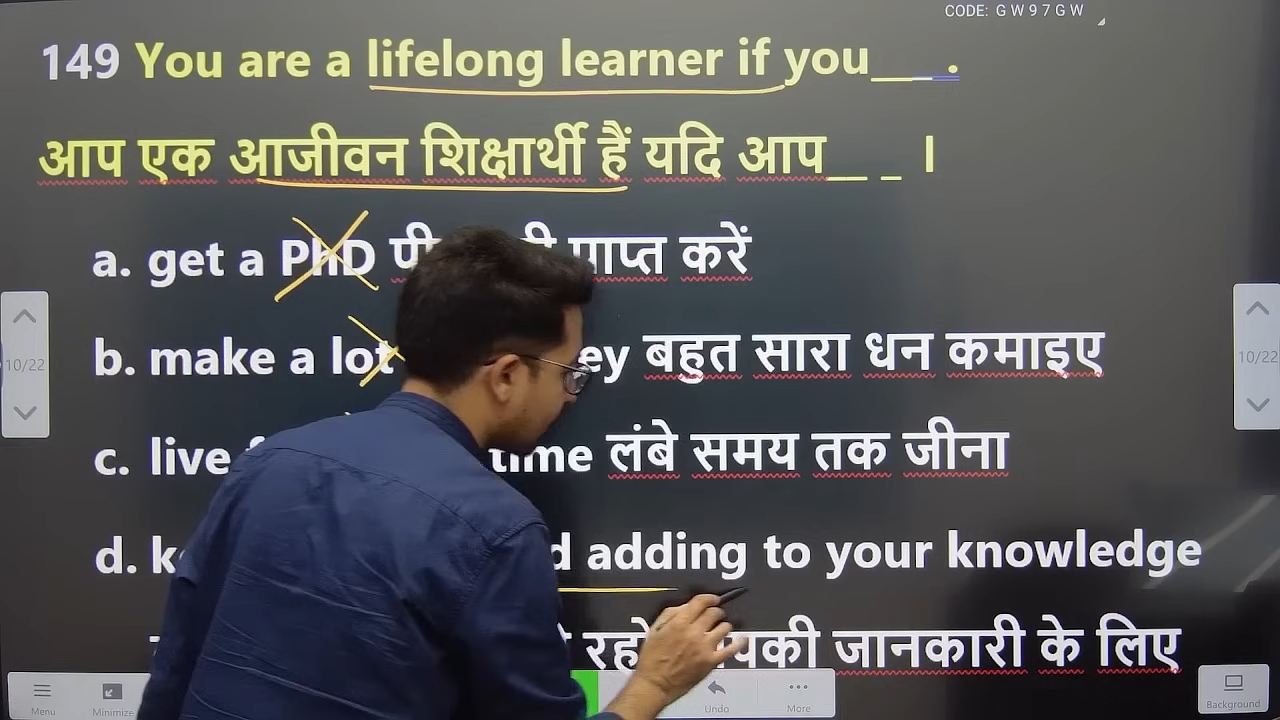 CODE: G W 9 7 G W
149 You are a lifelong learner if you___.
आप एक आजीवन शिक्षार्थी हैं यदि आप__ _ ।
a. get a PhD प्राप्त करें
b. make a lot बहुत सारा धन कमाइए
10/22
10/22
c. live time लंबे समय तक जीना
d. adding to your knowledge
जानकारी के लिए
Menu
Minimize
Undo
More
Background